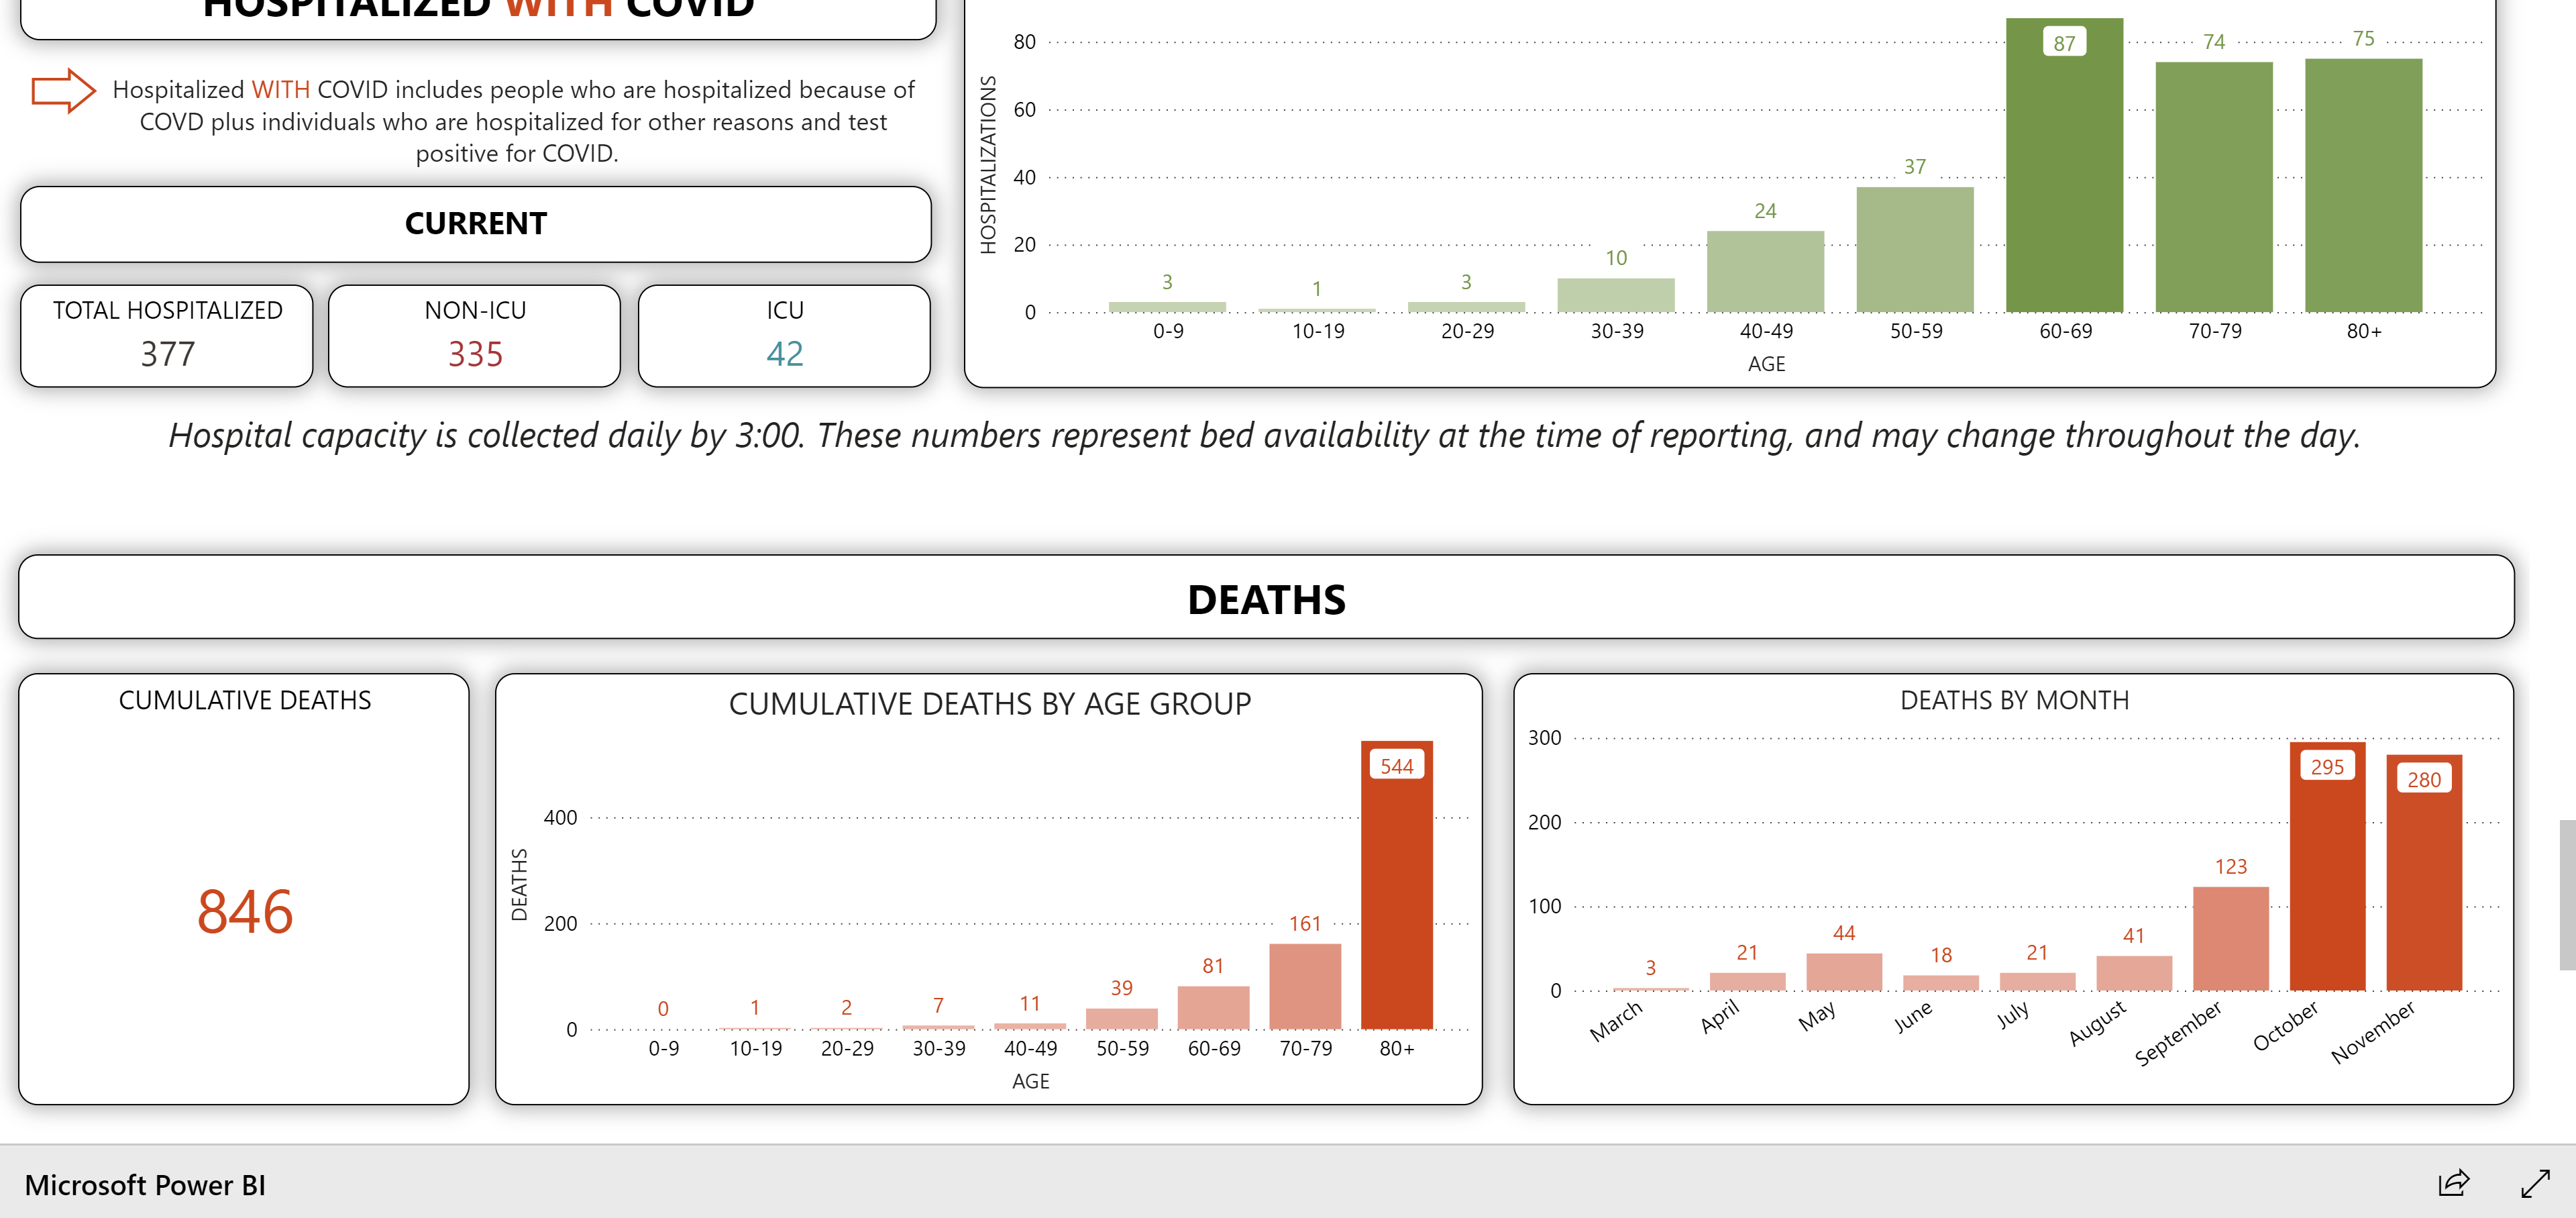 HOSPITALIZED WITH COVID
Hospitalized WITH COVID includes people who are hospitalized because of
COVD plus individuals who are hospitalized for other reasons and test
positive for COVID.
CURRENT
TOTAL HOSPITALIZED
377
NON-ICU
335
ICU
42
HOSPITALIZATIONS
80
60
40
20
0
3
1
3
10
24
37
87
74
75
0-9
10-19
20-29
30-39
40-49
50-59
60-69
70-79
80+
AGE
Hospital capacity is collected daily by 3:00. These numbers represent bed availability at the time of reporting, and may change throughout the day.
DEATHS
CUMULATIVE DEATHS
846
CUMULATIVE DEATHS BY AGE GROUP
DEATHS
400
200
0
0
1
2
7
11
39
81
161
544
0-9
10-19
20-29
30-39
40-49
50-59
60-69
70-79
80+
AGE
DEATHS BY MONTH
300
200
100
0
3
21
44
18
21
41
123
295
280
March
April
May
June
July
August
September
October
November
Microsoft Power BI